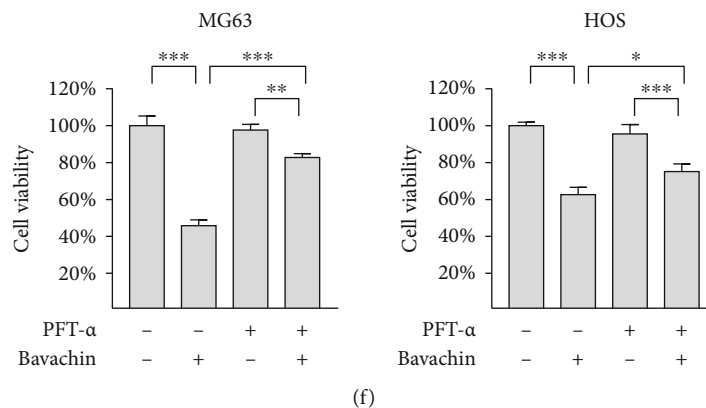 MG63
*** ***
**
120%
100%
80%
60%
40%
20%
Cell viability
PFT-α – – + +
Bavachin – + – +
HOS
*** *
***
120%
100%
80%
60%
40%
20%
Cell viability
PFT-α – – + +
Bavachin – + – +
(f)